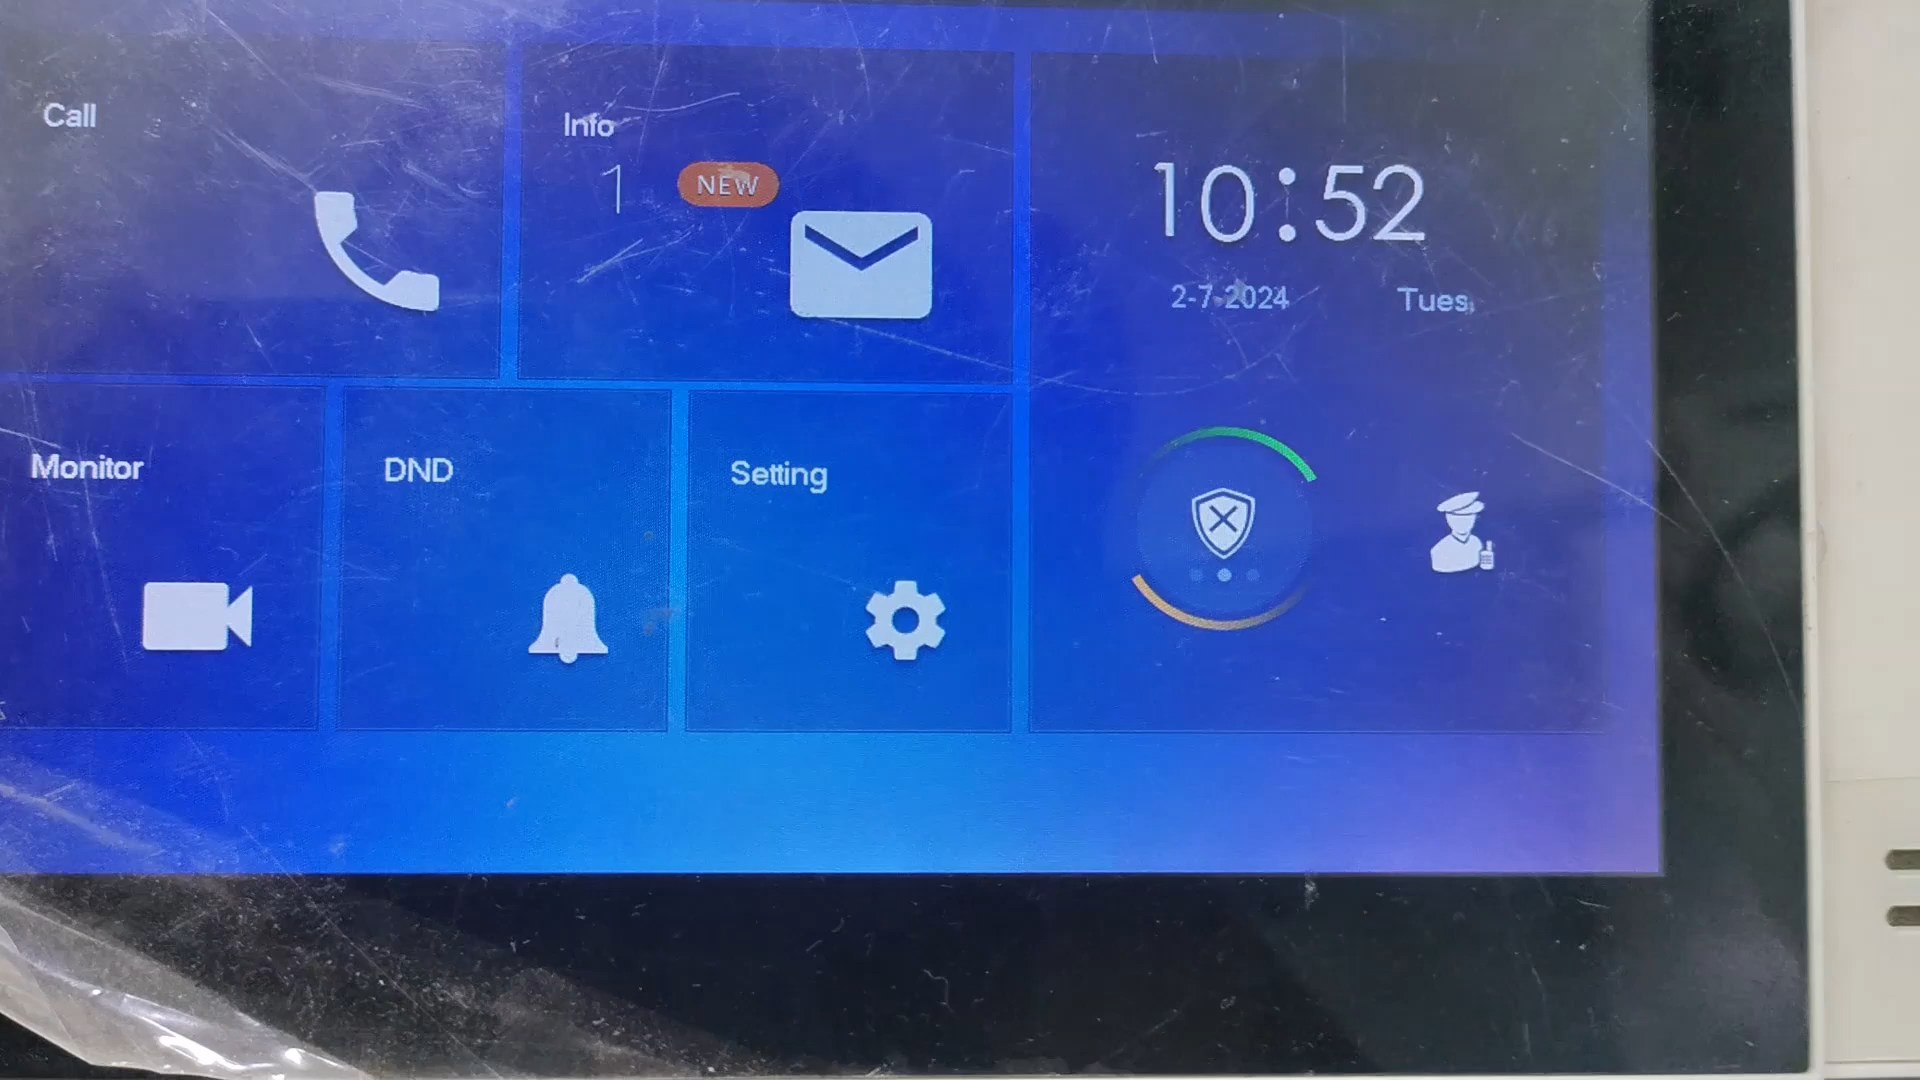 Call
Info
1 NEW
10:52
2-7-2024 Tues.
Monitor
DND
Setting